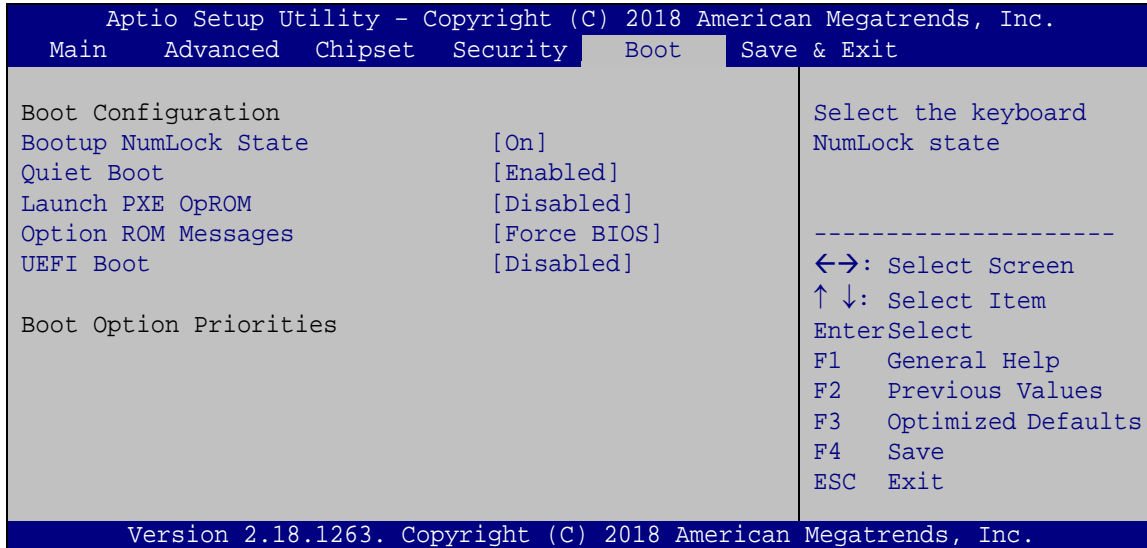 Aptio Setup Utility – Copyright (C) 2018 American Megatrends, Inc.
Main Advanced Chipset Security Boot Save & Exit
Boot Configuration
Bootup NumLock State [On]
Quiet Boot [Enabled]
Launch PXE OpROM [Disabled]
Option ROM Messages [Force BIOS]
UEFI Boot [Disabled]
Boot Option Priorities
Select the keyboard
NumLock state
---------------------
←→: Select Screen
↑ ↓: Select Item
EnterSelect
F1 General Help
F2 Previous Values
F3 Optimized Defaults
F4 Save
ESC Exit
Version 2.18.1263. Copyright (C) 2018 American Megatrends, Inc.